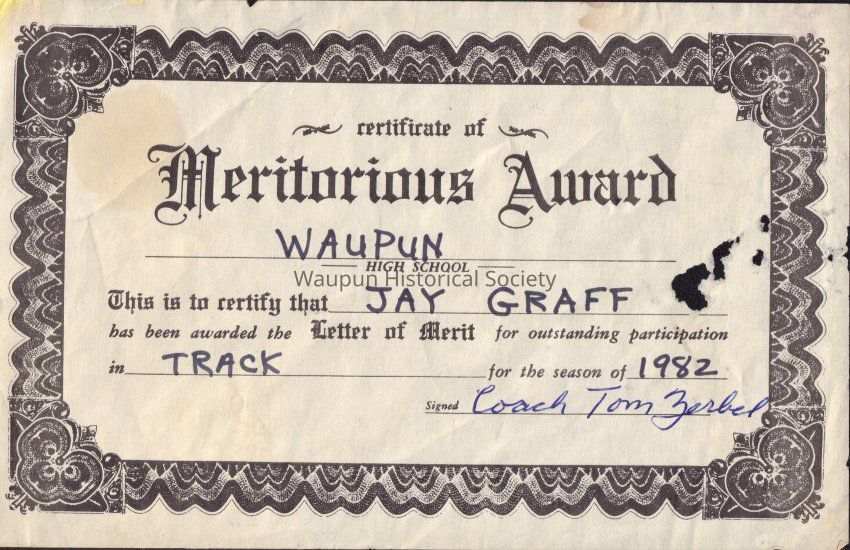 certificate of
Meritorious Award
WAUPUN
HIGH SCHOOL
Waupun Historical Society
This is to certify that JAY GRAFF
has been awarded the Letter of Merit for outstanding participation
in TRACK for the season of 1982
Signed Coach Tom Zerbel